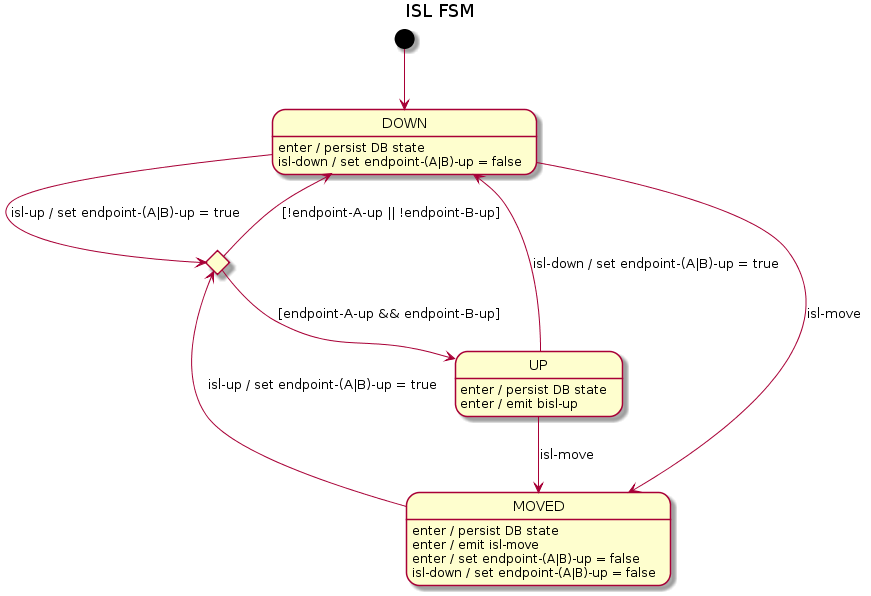 ISL FSM
DOWN
enter / persist DB state
isl-down / set endpoint-(A|B)-up = false
isl-up / set endpoint-(A|B)-up = true
[!endpoint-A-up || !endpoint-B-up]
isl-down / set endpoint-(A|B)-up = true
isl-move
[endpoint-A-up && endpoint-B-up]
UP
enter / persist DB state
enter / emit bisl-up
isl-up / set endpoint-(A|B)-up = true
isl-move
MOVED
enter / persist DB state
enter / emit isl-move
enter / set endpoint-(A|B)-up = false
isl-down / set endpoint-(A|B)-up = false